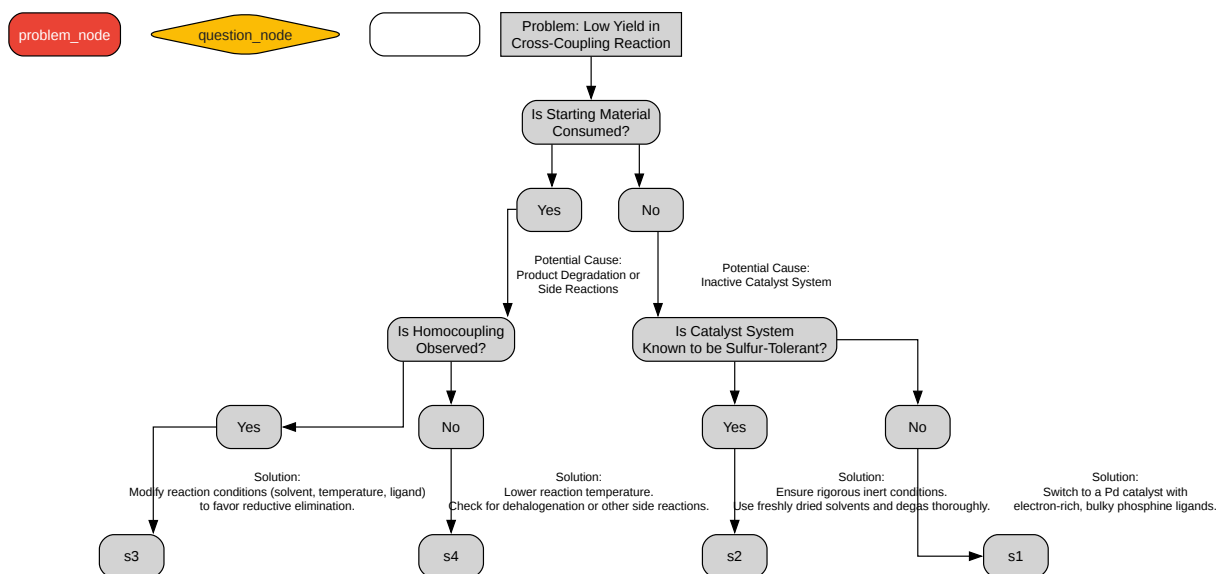 problem_node
question_node
Problem: Low Yield in
Cross-Coupling Reaction
Is Starting Material
Consumed?
Yes
No
Potential Cause:
Product Degradation or
Side Reactions
Potential Cause:
Inactive Catalyst System
Is Homocoupling
Observed?
Is Catalyst System
Known to be Sulfur-Tolerant?
Yes
No
Yes
No
Solution:
Modify reaction conditions (solvent, temperature, ligand)
to favor reductive elimination.
Solution:
Lower reaction temperature.
Check for dehalogenation or other side reactions.
Solution:
Ensure rigorous inert conditions.
Use freshly dried solvents and degas thoroughly.
Solution:
Switch to a Pd catalyst with
electron-rich, bulky phosphine ligands.
s3
s4
s2
s1